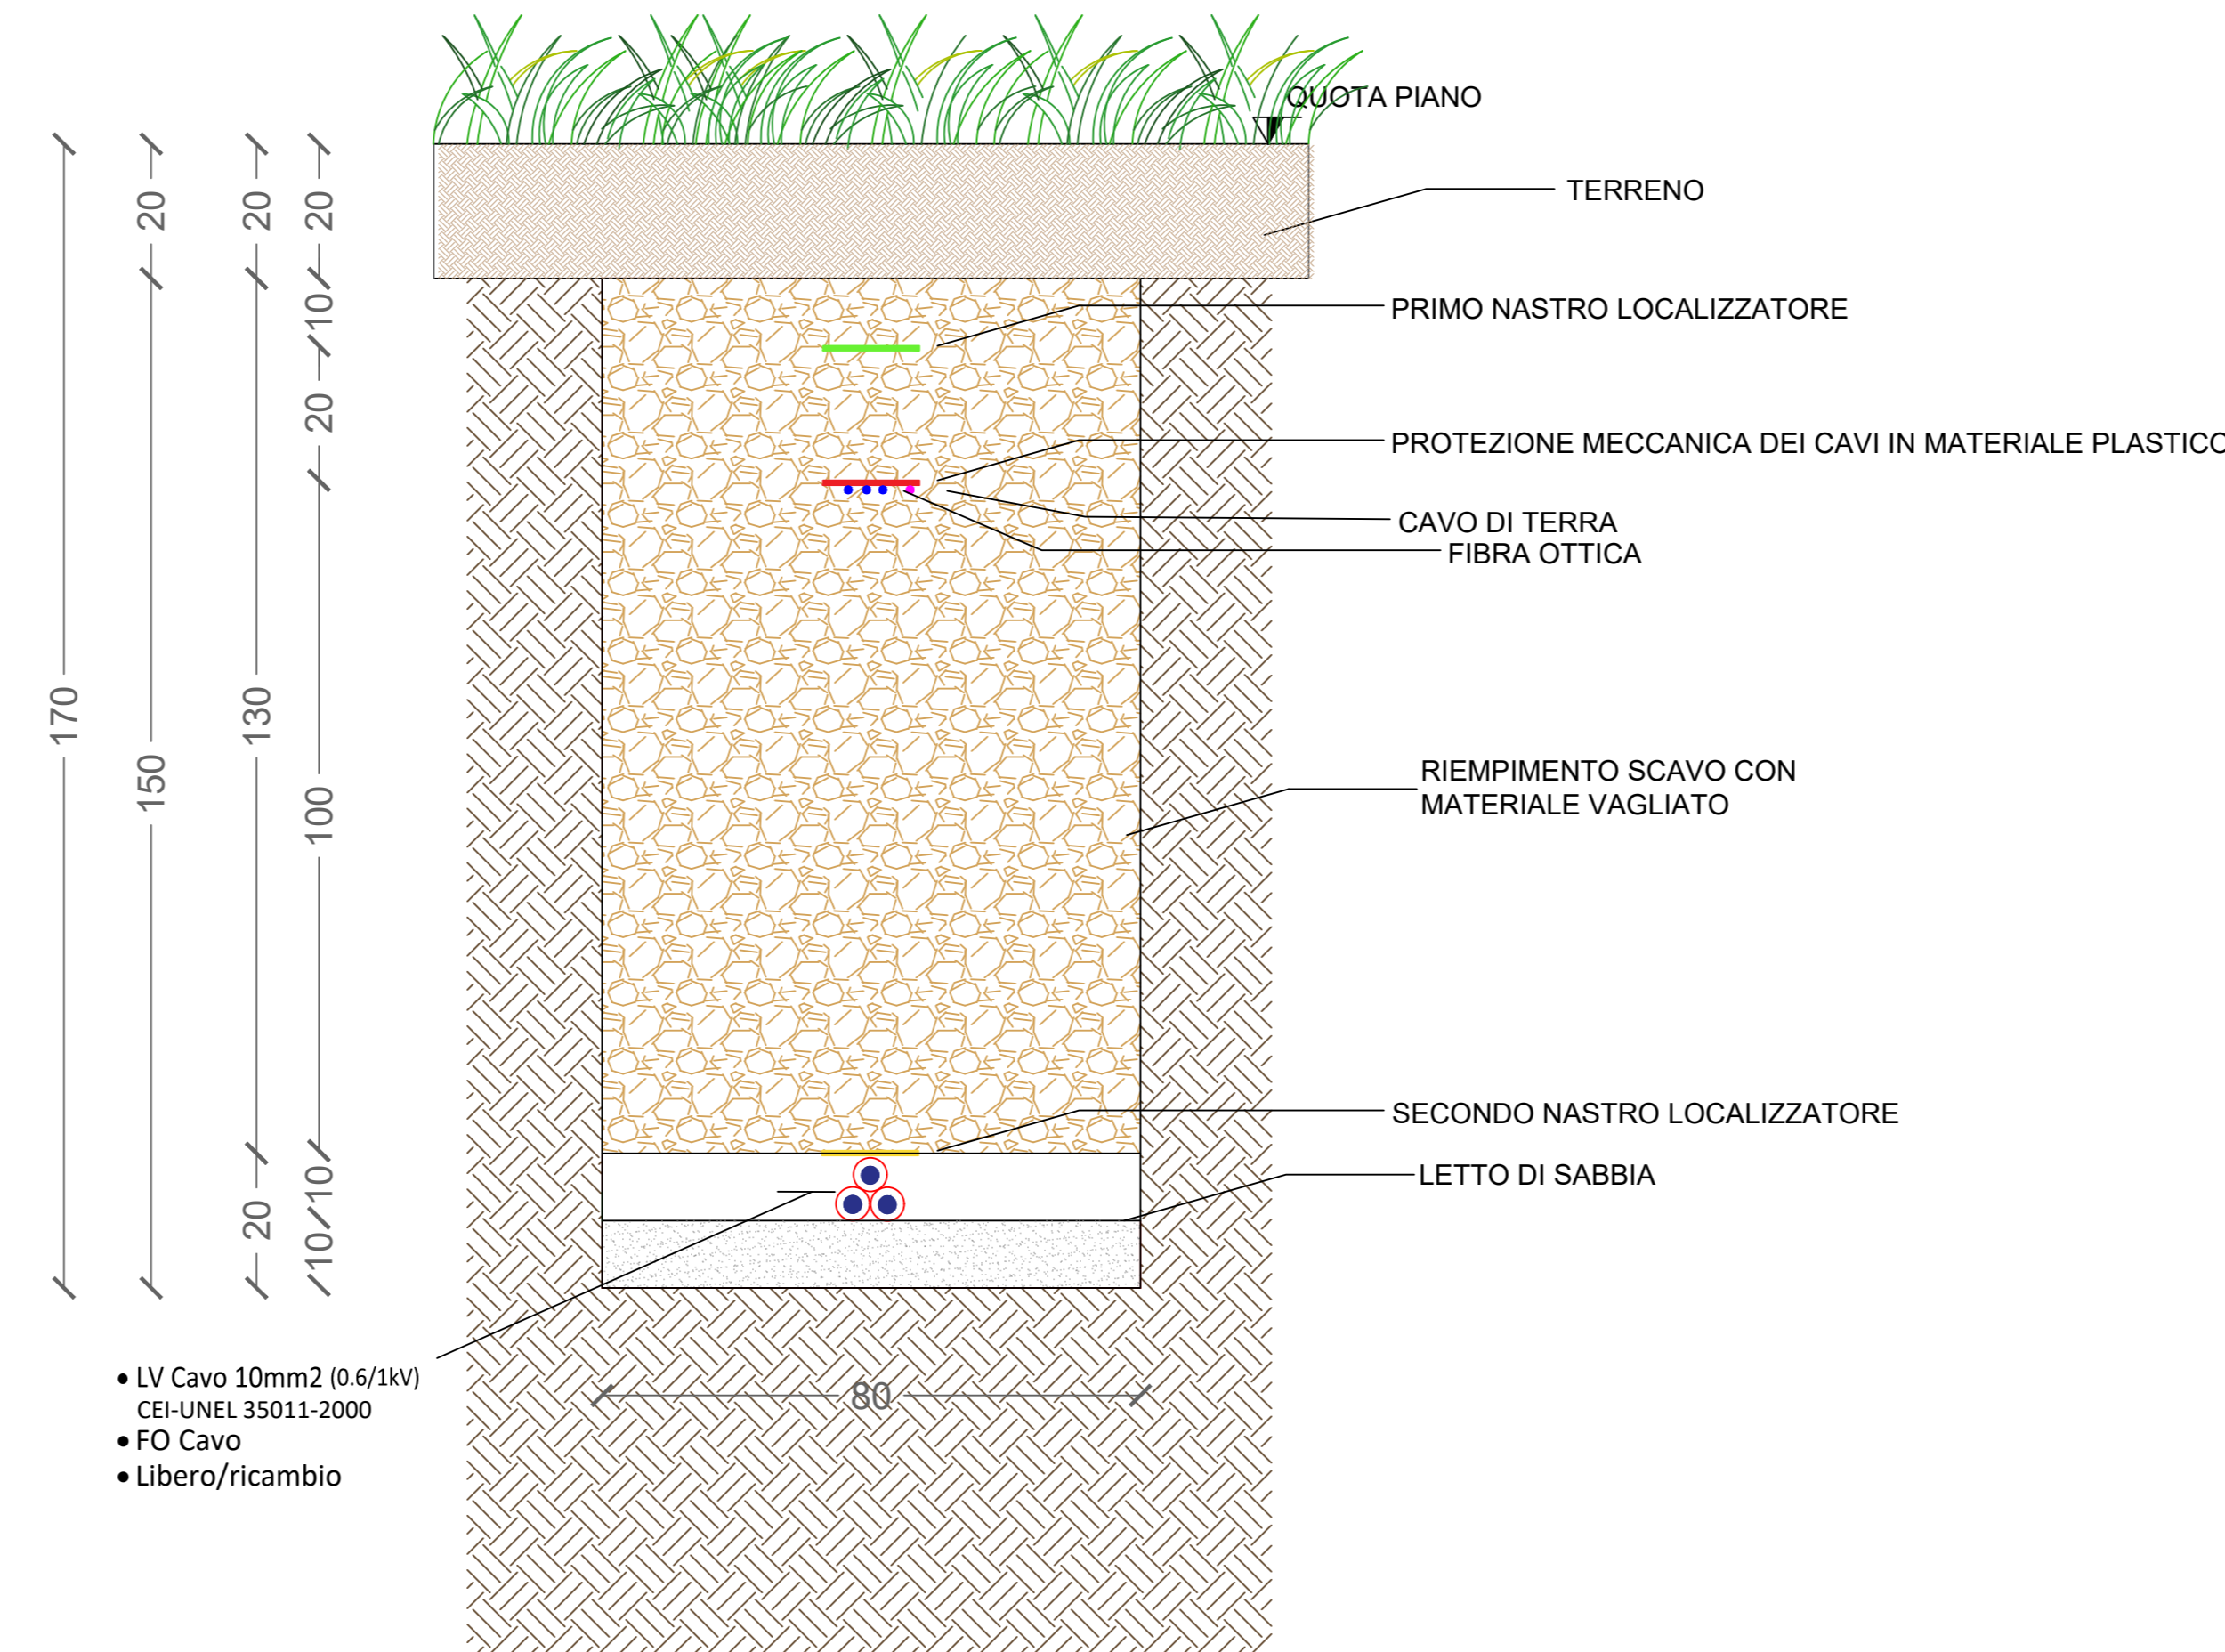 QUOTA PIANO
TERRENO
PRIMO NASTRO LOCALIZZATORE
PROTEZIONE MECCANICA DEI CAVI IN MATERIALE PLASTICO
CAVO DI TERRA
FIBRA OTTICA
RIEMPIMENTO SCAVO CON
MATERIALE VAGLIATO
SECONDO NASTRO LOCALIZZATORE
LETTO DI SABBIA
170
20
150
20
130
20
20
10
20
100
10
10
80
• LV Cavo 10mm2 (0.6/1kV)
CEI-UNEL 35011-2000
• FO Cavo
• Libero/ricambio